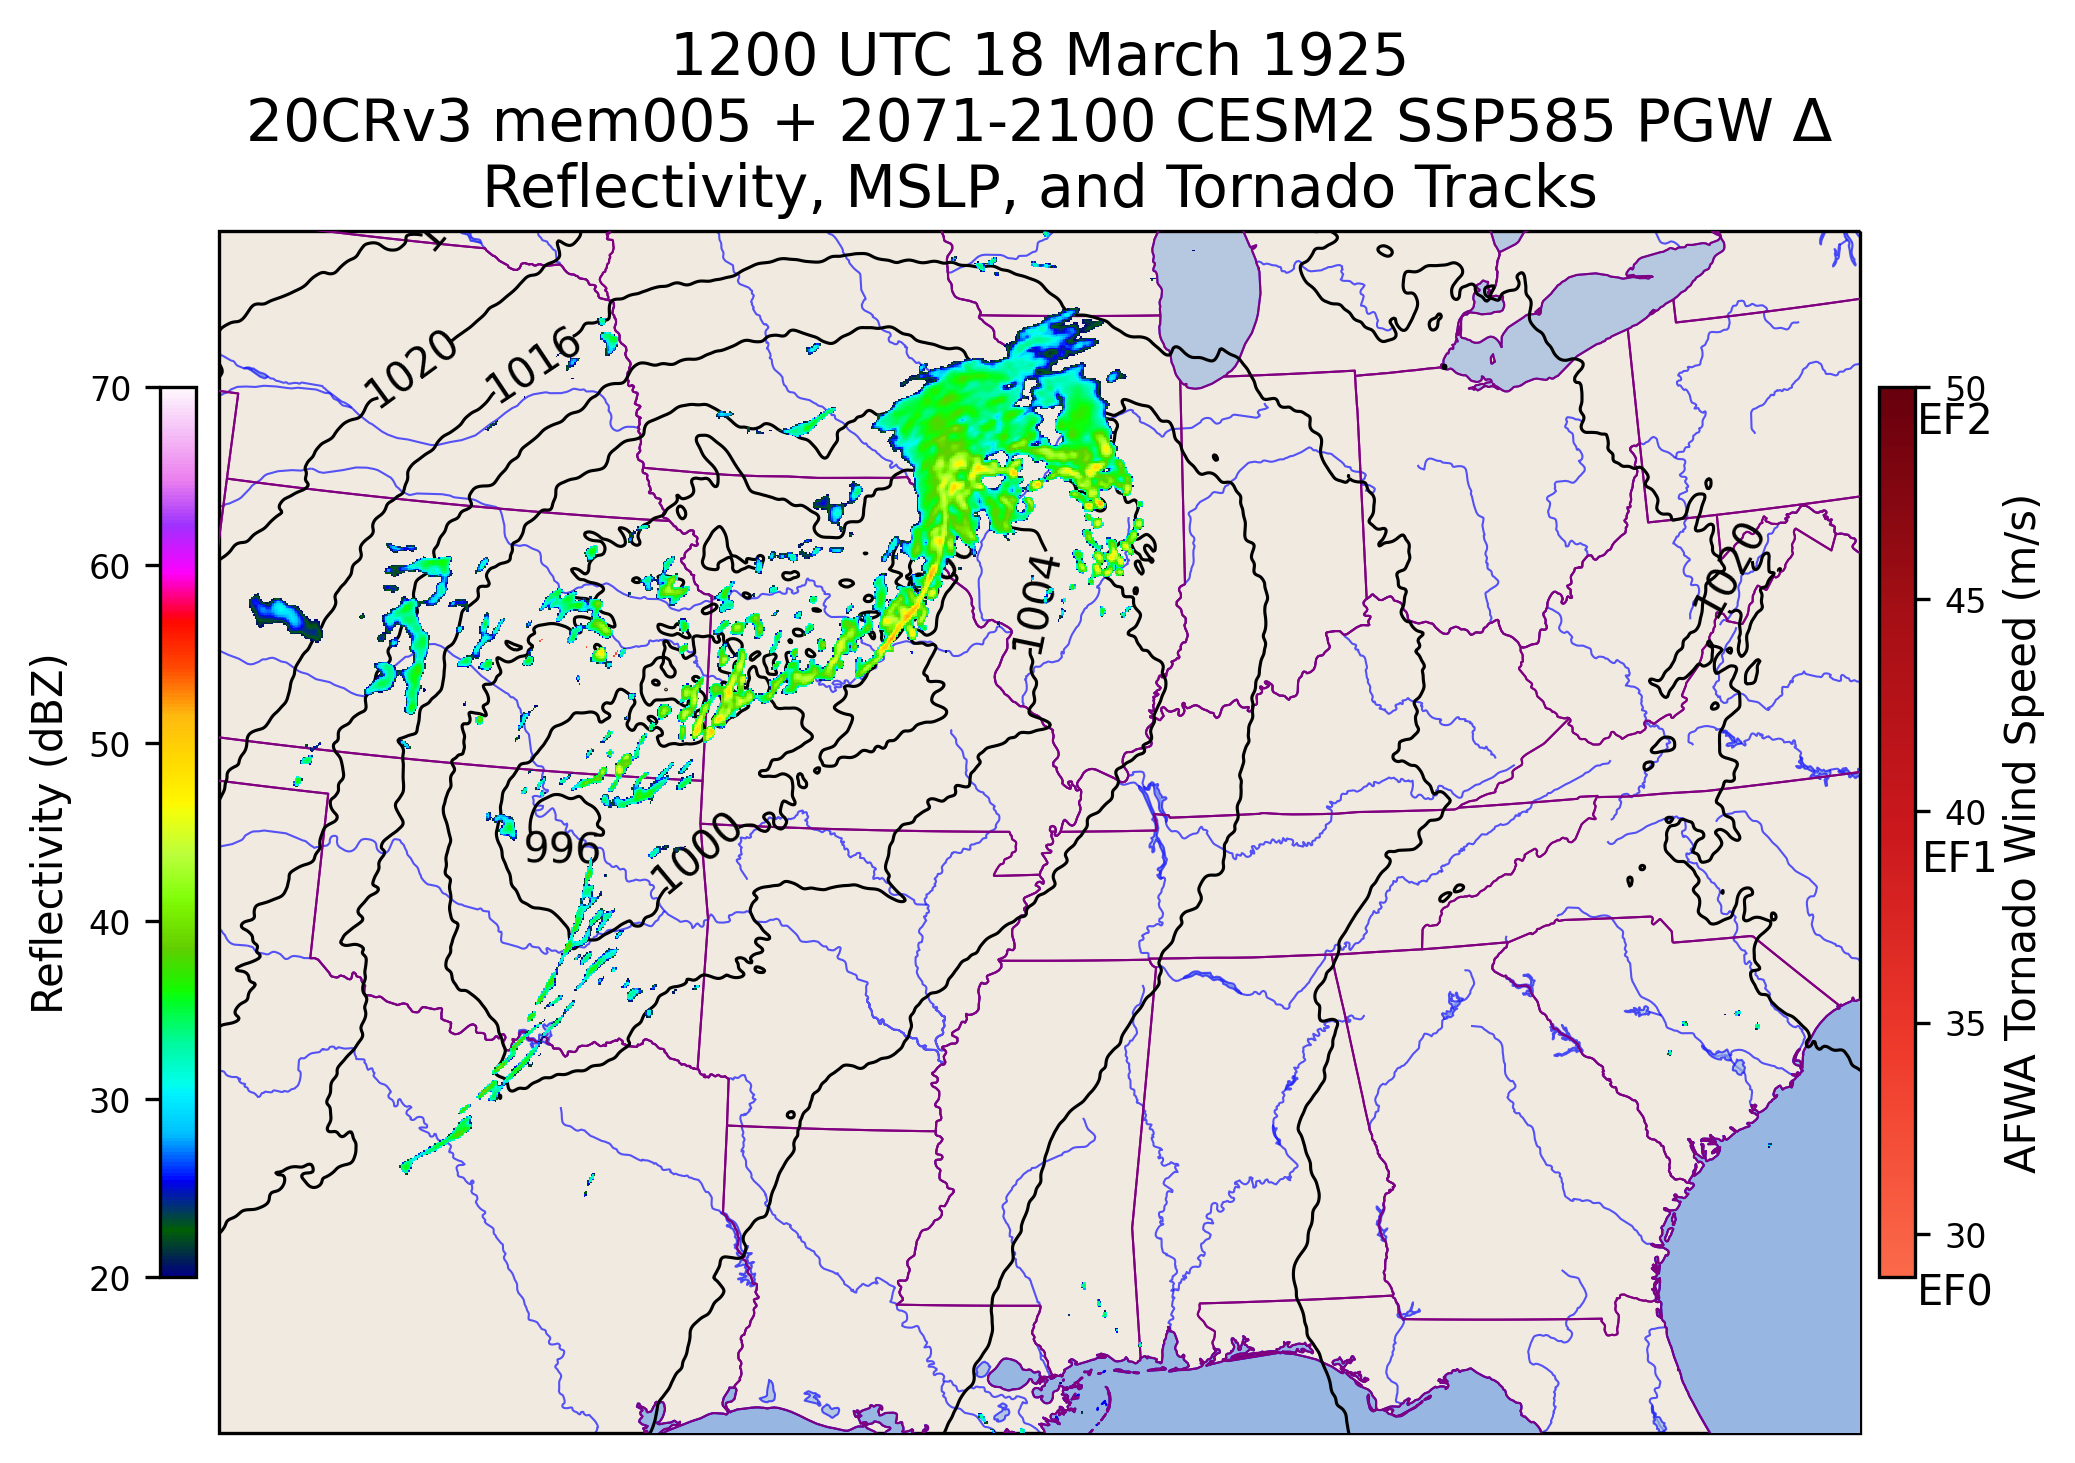 1200 UTC 18 March 1925
20CRv3 mem005 + 2071-2100 CESM2 SSP585 PGW Δ
Reflectivity, MSLP, and Tornado Tracks
1020
1016
1004
1020
996
1000
70
60
50
40
30
20
Reflectivity (dBZ)
50
EF2
45
40
EF1
35
30
EF0
AFWA Tornado Wind Speed (m/s)